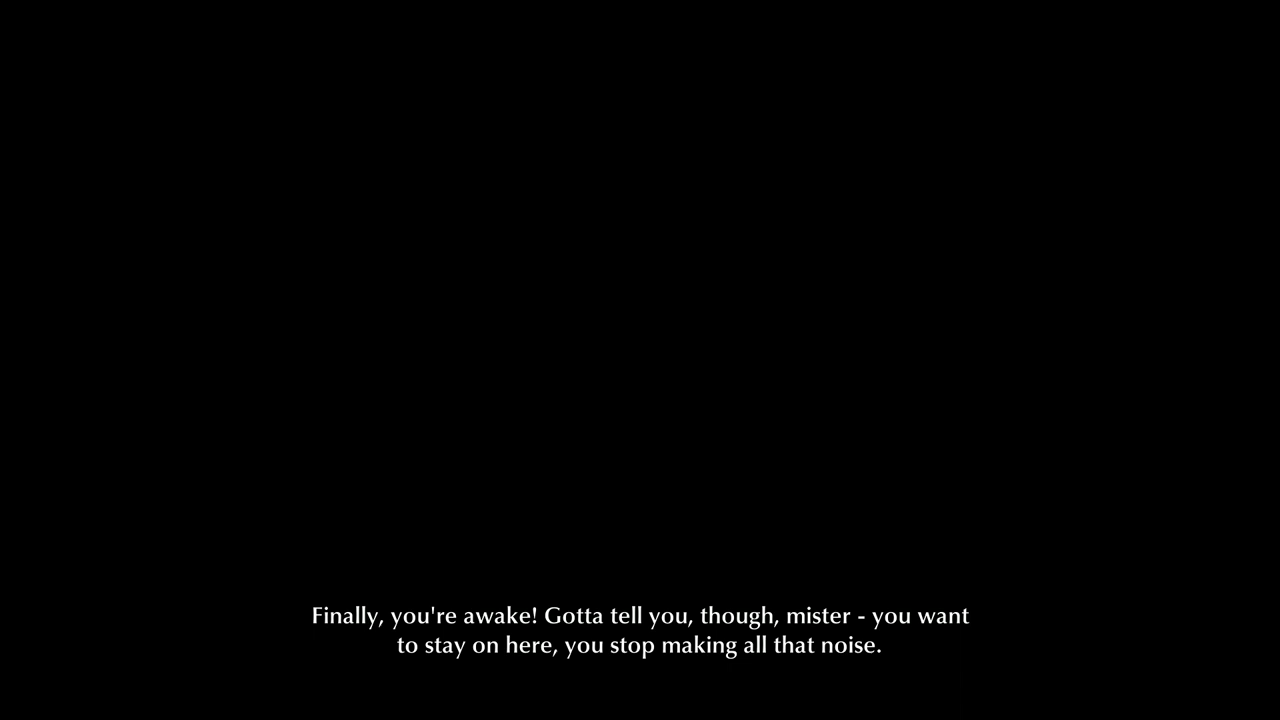 Finally, you're awake! Gotta tell you, though, mister - you want
to stay on here, you stop making all that noise.